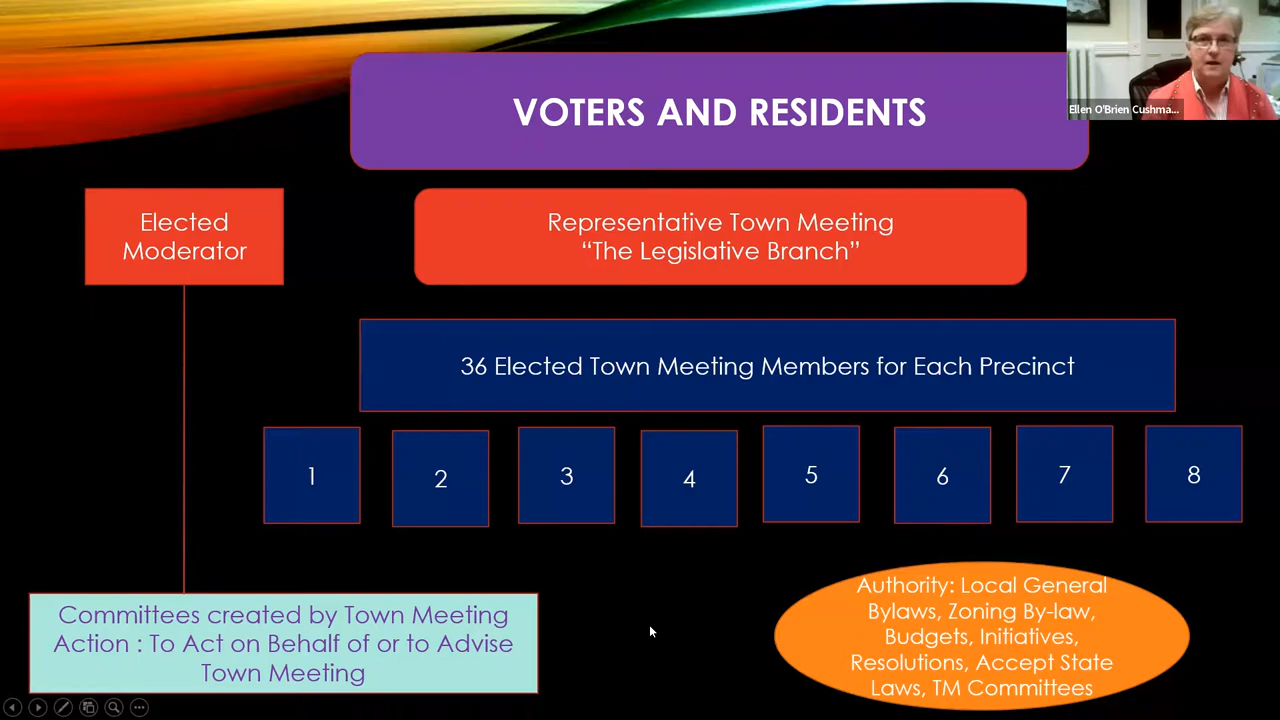 VOTERS AND RESIDENTS
Ellen O'Brien Cushma...
Elected
Moderator
Representative Town Meeting
“The Legislative Branch”
36 Elected Town Meeting Members for Each Precinct
1
2
3
4
5
6
7
8
Committees created by Town Meeting
Action : To Act on Behalf of or to Advise
Town Meeting
Authority: Local General
Bylaws, Zoning By-law,
Budgets, Initiatives,
Resolutions, Accept State
Laws, TM Committees